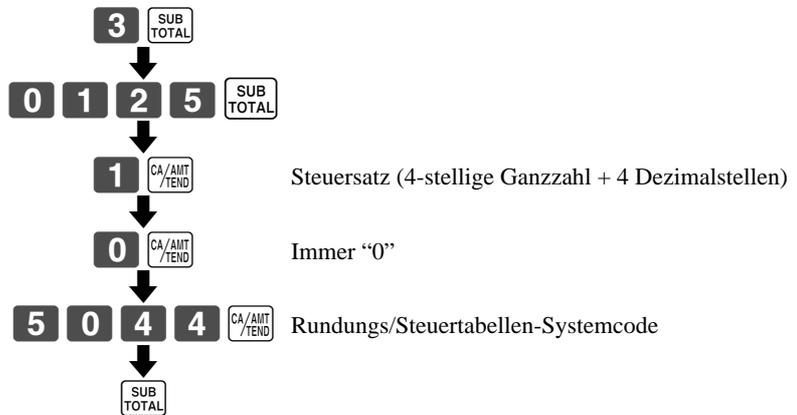 3 SUB TOTAL
0 1 2 5 SUB TOTAL
1 CA/AMT /TEND Steuersatz (4-stellige Ganzzahl + 4 Dezimalstellen)
0 CA/AMT /TEND Immer “0”
5 0 4 4 CA/AMT /TEND Rundungs/Steuertabellen-Systemcode
SUB TOTAL